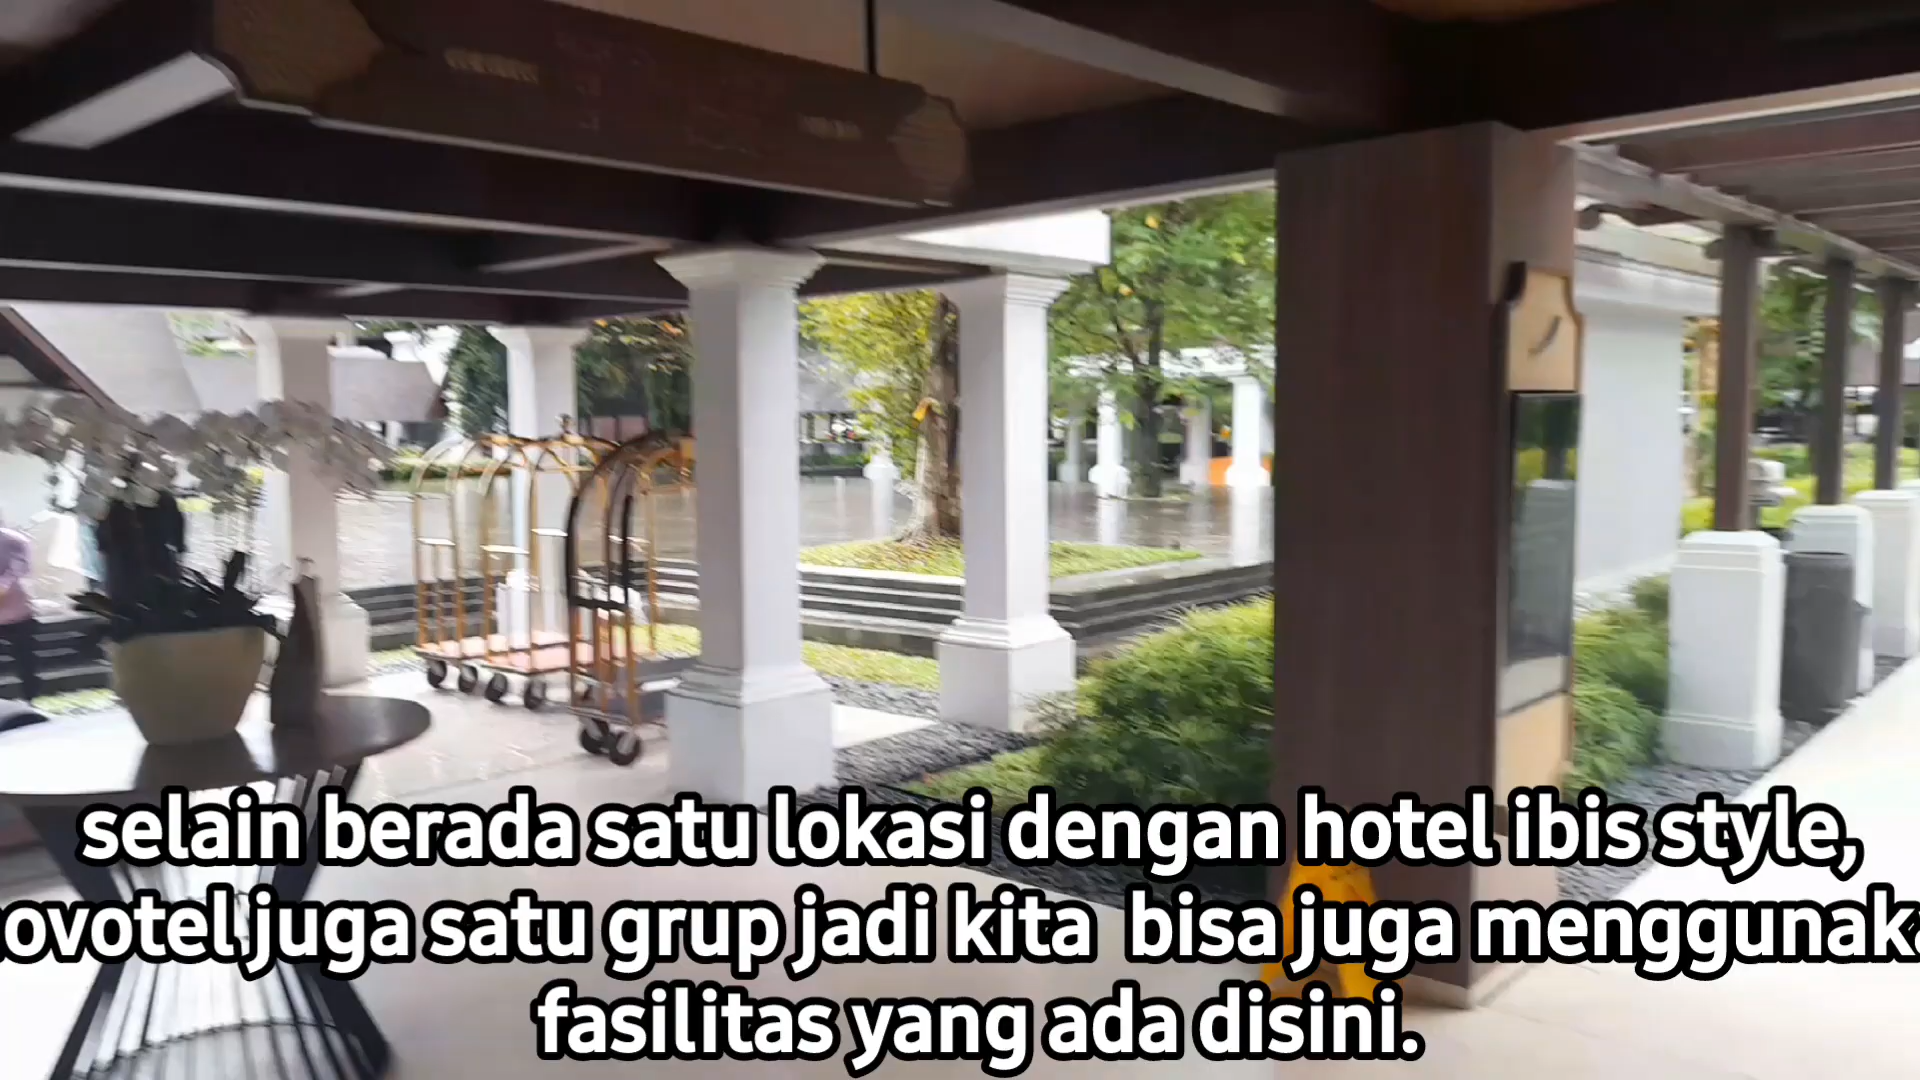 selain berada satu lokasi dengan hotel ibis style,
ovotel juga satu grup jadi kita bisa juga menggunak
fasilitas yang ada disini.